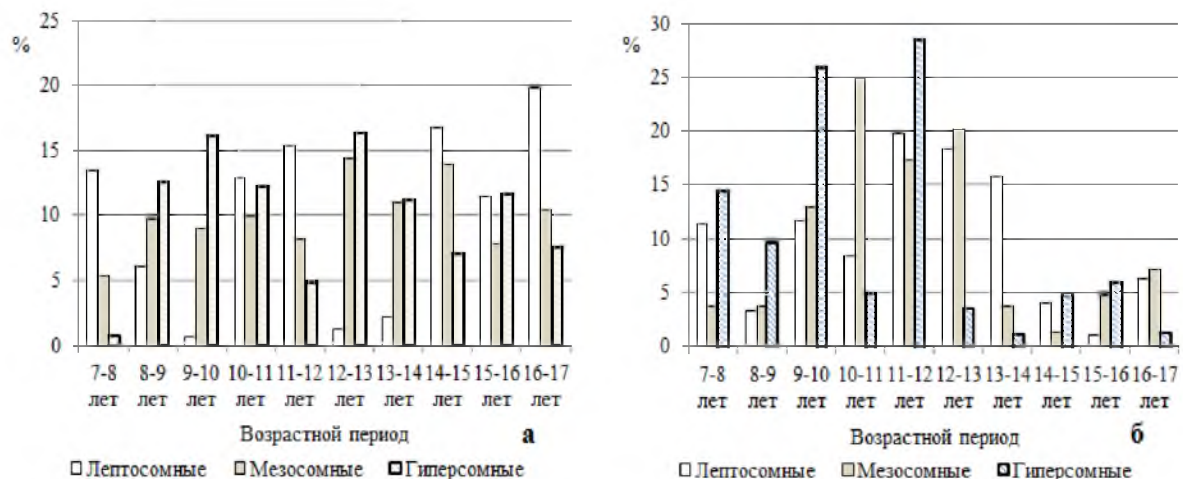 25
%
20
15
10
5
0
7-8 8-9 9-10 10-11 11-12 12-13 13-14 14-15 15-16 16-17
лет лет лет лет лет лет лет лет лет лет
Возрастной период а
Лептосомные Мезосомные Гиперсомные
30
%
25
20
15
10
5
0
7-8 8-9 9-10 10-11 11-12 12-13 13-14 14-15 15-16 16-17
лет лет лет лет лет лет лет лет лет лет
Возрастной период б
Лептосомные Мезосомные Гиперсомные